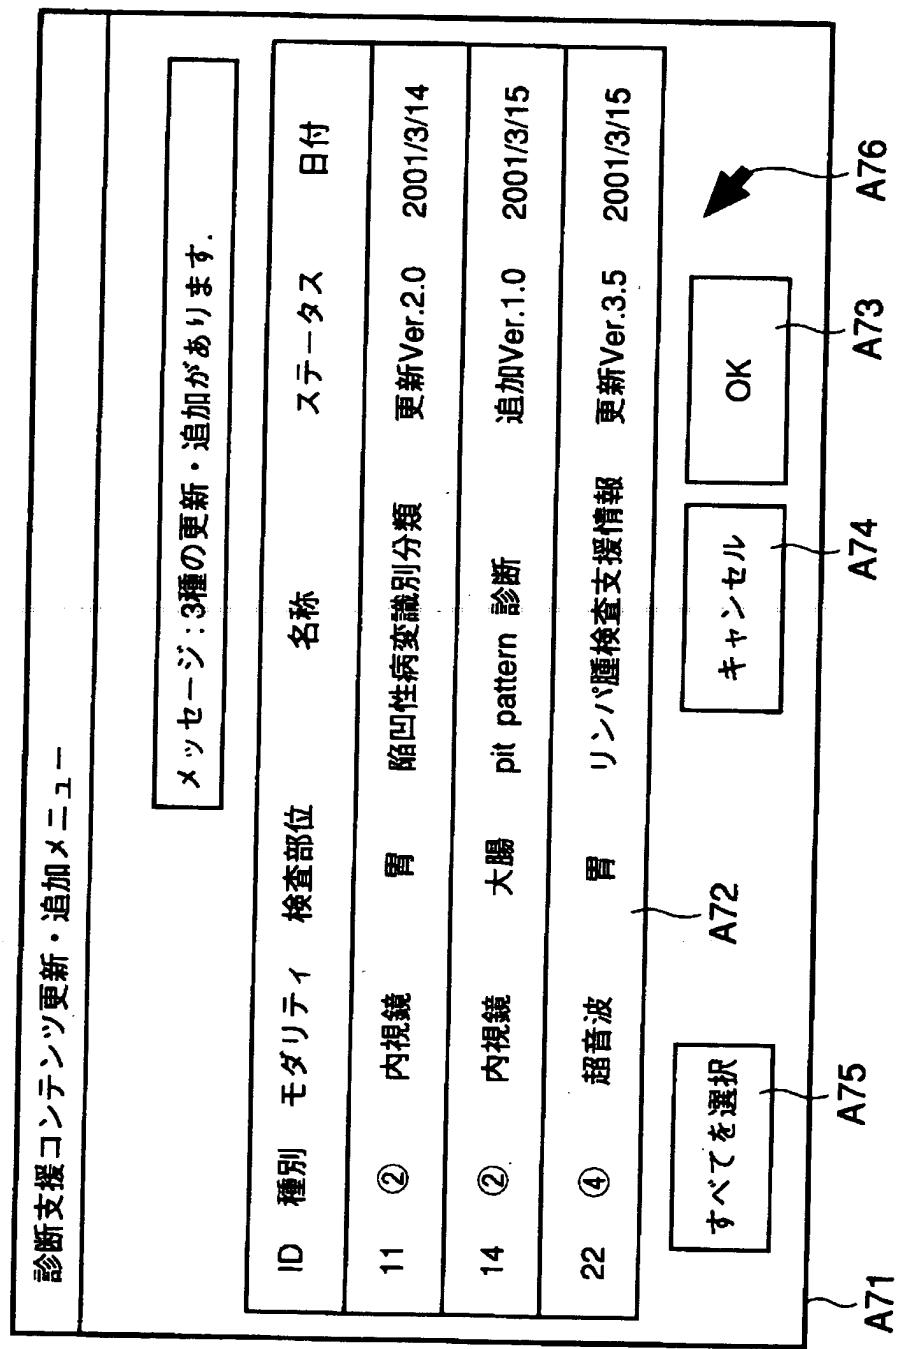 診断支援コンテンツ更新・追加メニュー
メッセージ：3種の更新・追加があります.
ID 種別 モダリティ 検査部位 名称 ステータス 日付
11 ② 内視鏡 胃 陥凹性病変識別分類 更新Ver.2.0 2001/3/14
14 ② 内視鏡 大腸 pit pattern 診断 追加Ver.1.0 2001/3/15
22 ④ 超音波 胃 リンパ腫検査支援情報 更新Ver.3.5 2001/3/15
A72
すべてを選択 キャンセル OK
A71 A75 A74 A73 A76